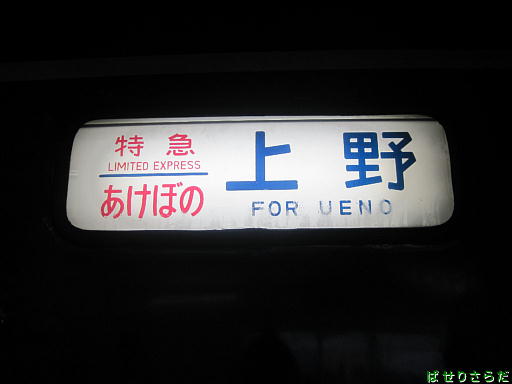 特急
LIMITED EXPRESS
あけぼの
上野
FOR UENO
ぱせりさらだ